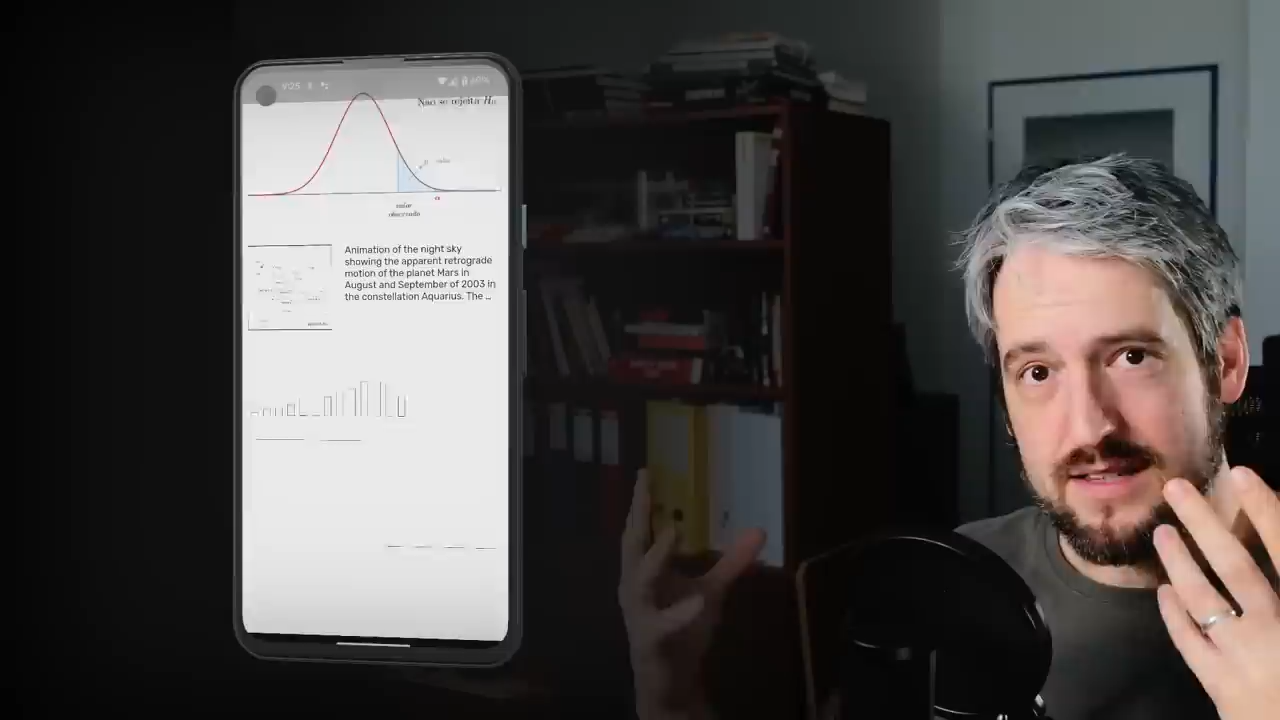 Não se rejeita H₀
valor
valor
observado
Animation of the night sky
showing the apparent retrograde
motion of the planet Mars in
August and September of 2003 in
the constellation Aquarius. The ...